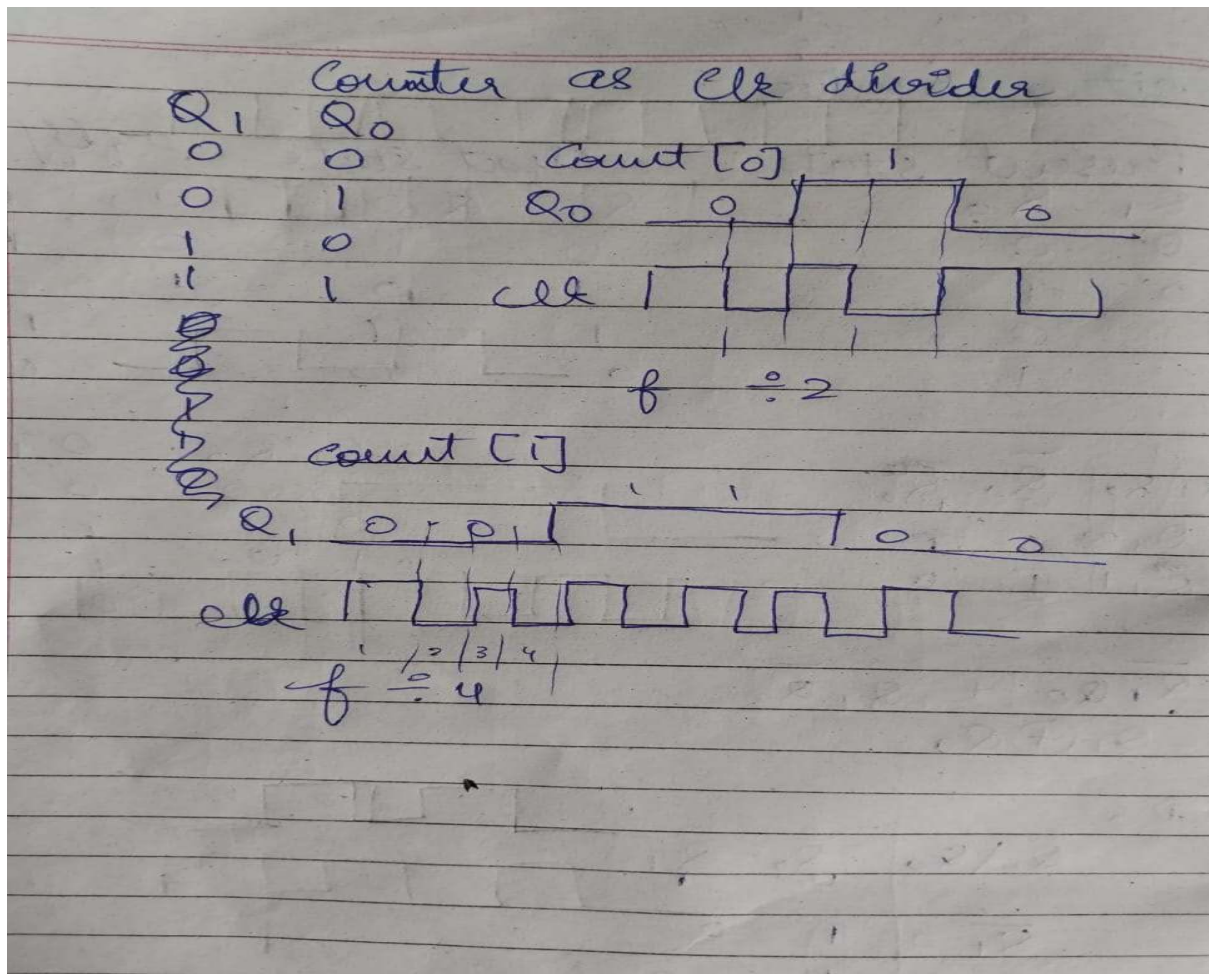 Counter as Clk divider
Q1 Q0
0 0
0 1
1 0
1 1
Count [0] 1
Q0 0 0
clk
f ÷ 2
count [1]
1 1
Q1 0 0 0 0
clk
1 2 3 4
f ÷ 4